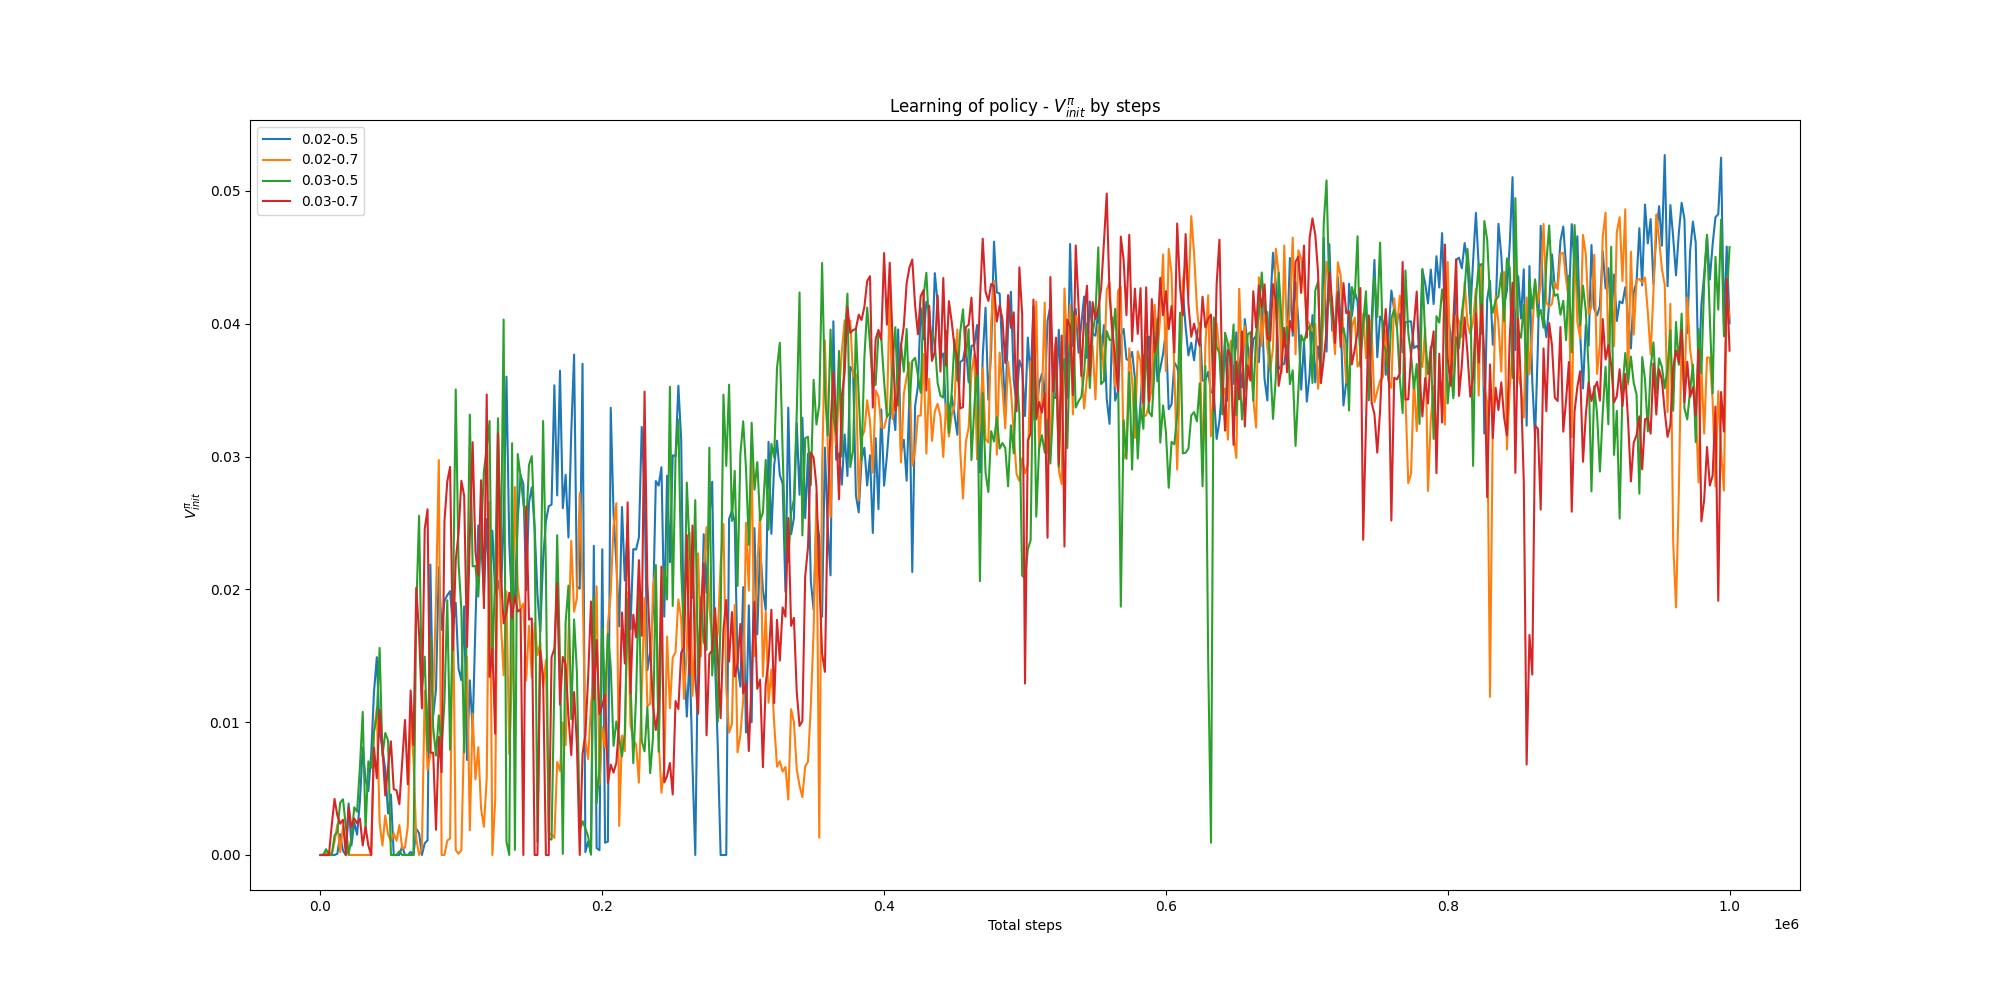 Learning of policy - $V^{\pi}_{init}$ by steps
0.02-0.5
0.02-0.7
0.03-0.5
0.03-0.7
0.05
0.04
0.03
0.02
0.01
0.00
$V^{\pi}_{init}$
0.0 0.2 0.4 0.6 0.8 1.0
Total steps
1e6